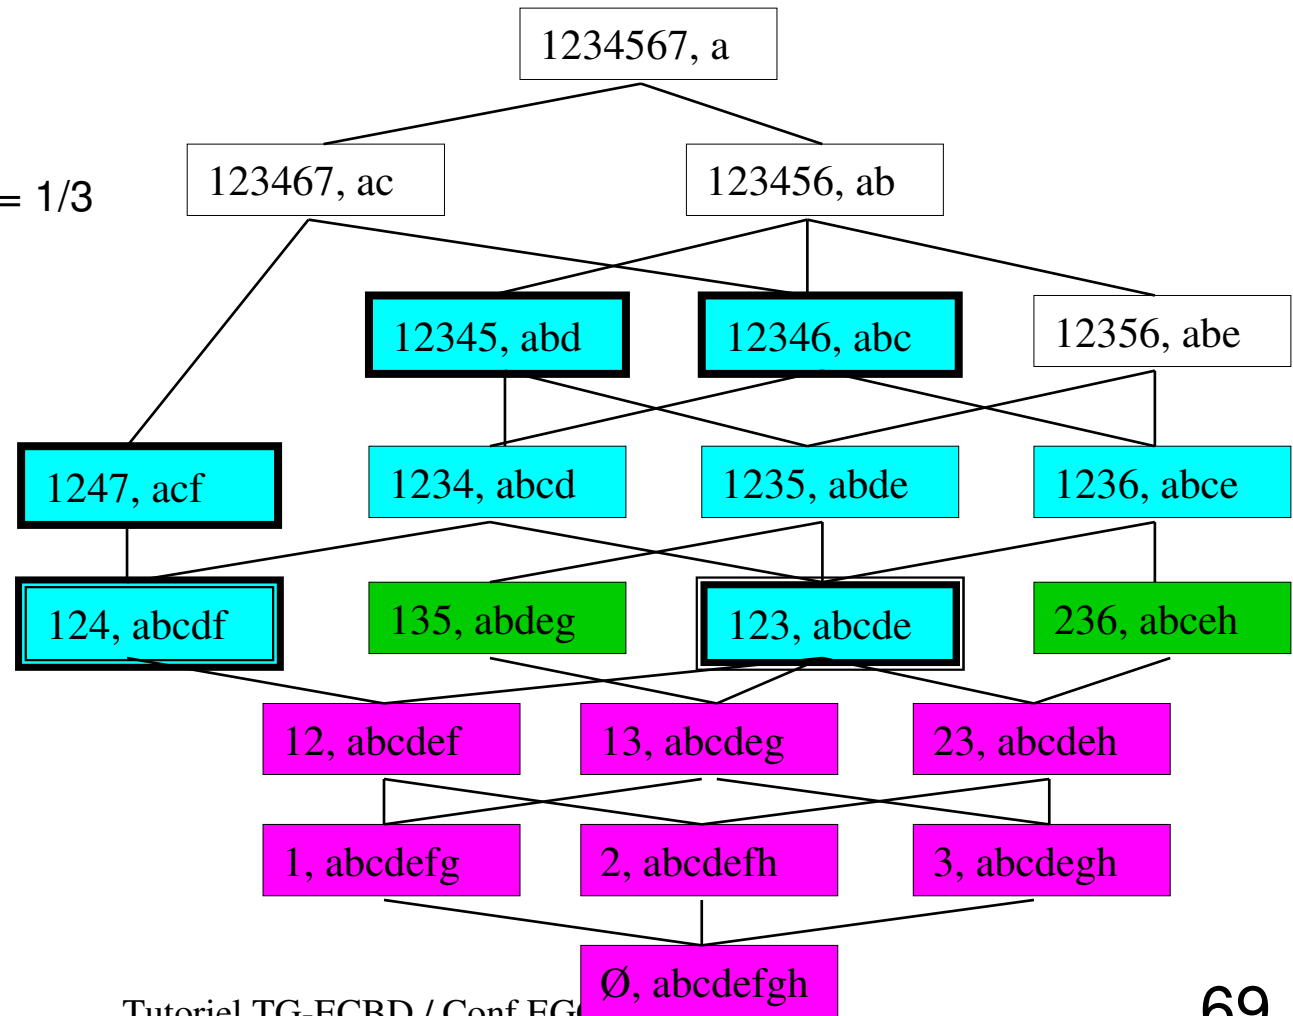 1234567, a
= 1/3
123467, ac
123456, ab
12345, abd
12346, abc
12356, abe
1247, acf
1234, abcd
1235, abde
1236, abce
124, abcdf
135, abdeg
123, abcde
236, abceh
12, abcdef
13, abcdeg
23, abcdeh
1, abcdefg
2, abcdefh
3, abcdegh
Ø, abcdefgh
Tutoriel TG-ECBD / Conf
69